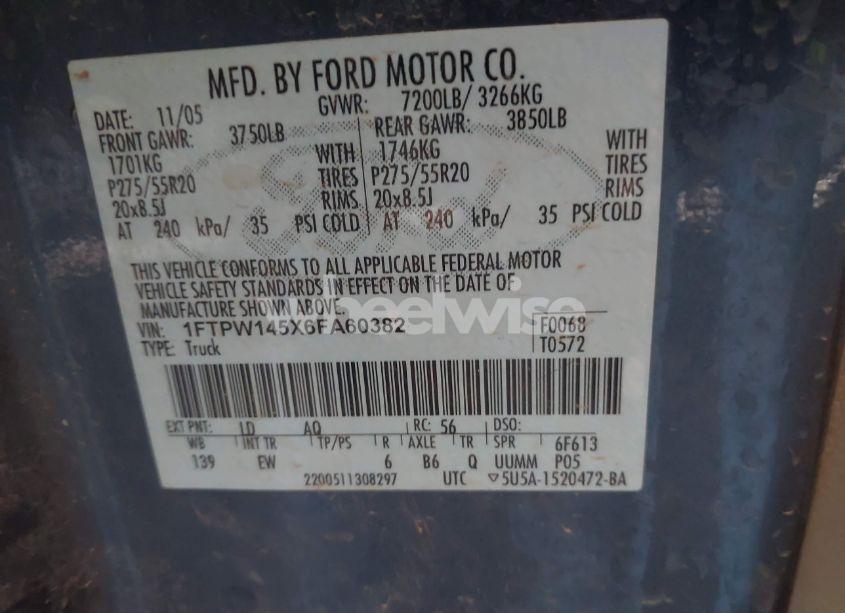 MFD. BY FORD MOTOR CO.
DATE: 11/05 GVWR: 7200LB/ 3266KG
FRONT GAWR: 3750LB REAR GAWR: 3850LB
1701KG WITH 1746KG WITH
P275/55R20 TIRES P275/55R20 TIRES
20x8.5J RIMS 20x8.5J RIMS
AT 240 kPa/ 35 PSI COLD AT 240 kPa/ 35 PSI COLD
THIS VEHICLE CONFORMS TO ALL APPLICABLE FEDERAL MOTOR
VEHICLE SAFETY STANDARDS IN EFFECT ON THE DATE OF
MANUFACTURE SHOWN ABOVE.
wheelwise
VIN: 1FTPW145X6FA60382 F0068
TYPE: Truck T0572
EXT PNT: LD AQ RC: 56 DSO:
WB INT TR TP/PS R AXLE TR SPR 6F613
139 EW 6 B6 Q UUMM P05
2200511308297 UTC ▽5U5A-1520472-BA